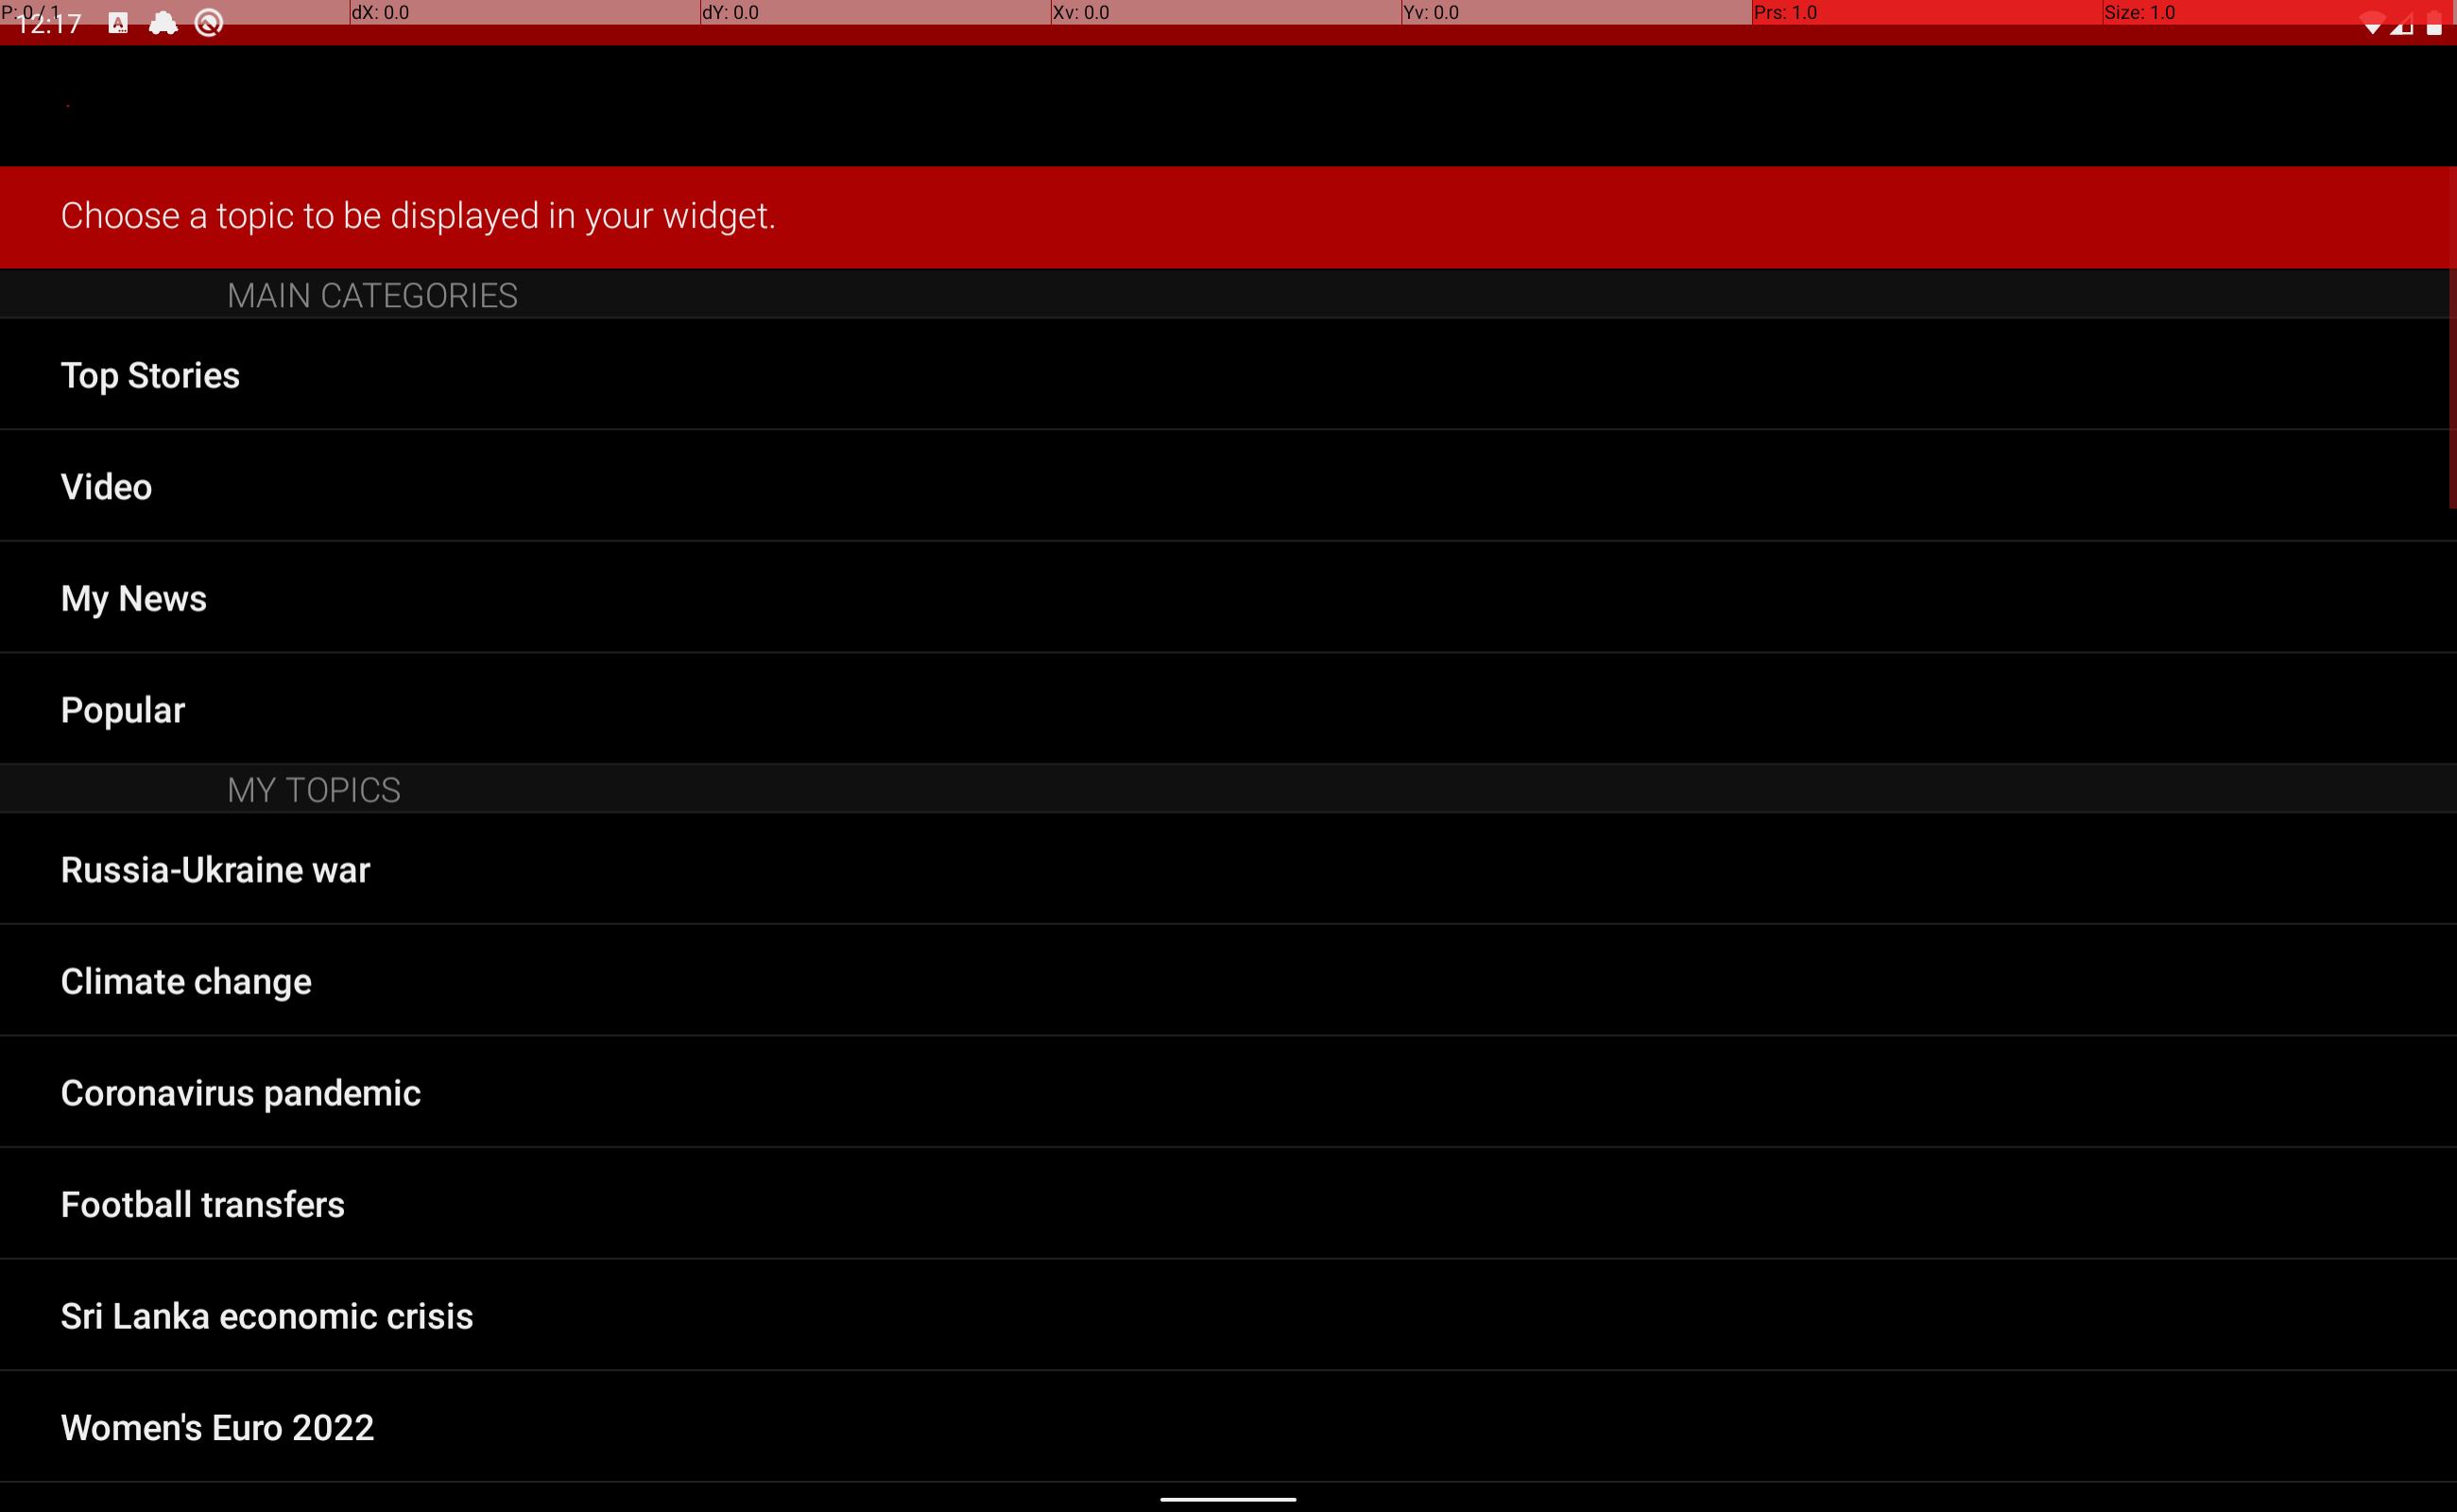 P: 0 / 1 dX: 0.0 dY: 0.0 Xv: 0.0 Yv: 0.0 Prs: 1.0 Size: 1.0
12:17
Choose a topic to be displayed in your widget.
MAIN CATEGORIES
Top Stories
Video
My News
Popular
MY TOPICS
Russia-Ukraine war
Climate change
Coronavirus pandemic
Football transfers
Sri Lanka economic crisis
Women's Euro 2022